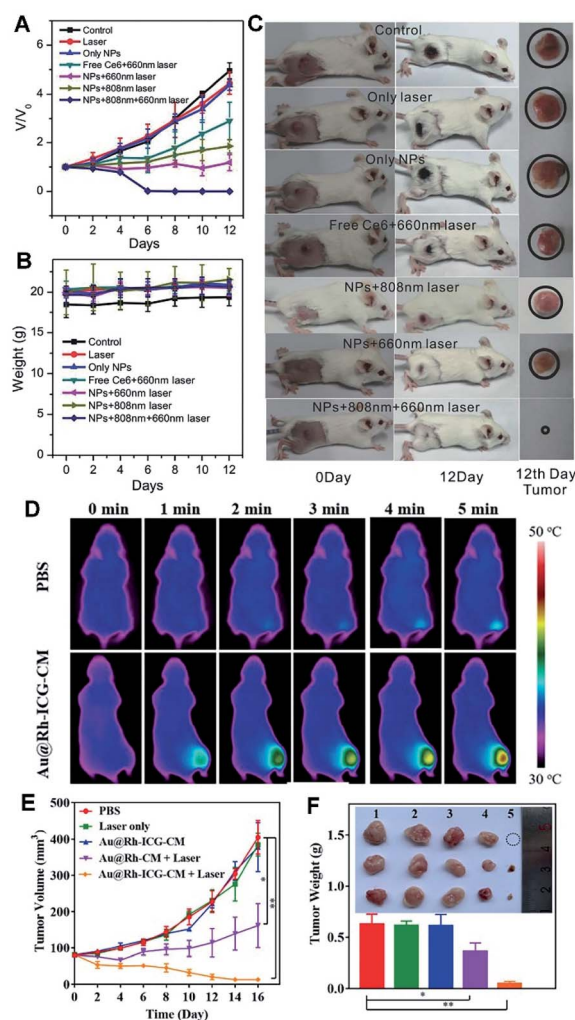 A
V/V0
6
4
2
0
Control
Laser
Only NPs
Free Ce6+660nm laser
NPs+660nm laser
NPs+808nm laser
NPs+808nm+660nm laser
0 2 4 6 8 10 12
Days
B
Weight (g)
25
20
15
10
5
0
Control
Laser
Only NPs
Free Ce6+660nm laser
NPs+660nm laser
NPs+808nm laser
NPs+808nm+660nm laser
0 2 4 6 8 10 12
Days
C
Control
Only laser
Only NPs
Free Ce6+660nm laser
NPs+808nm laser
NPs+660nm laser
NPs+808nm+660nm laser
0Day 12Day 12th Day
Tumor
D
0 min 1 min 2 min 3 min 4 min 5 min
PBS
Au@Rh-ICG-CM
50 °C
30 °C
E
Tumor Volume (mm3)
500
400
300
200
100
0
PBS
Laser only
Au@Rh-ICG-CM
Au@Rh-CM + Laser
Au@Rh-ICG-CM + Laser
*
**
0 2 4 6 8 10 12 14 16
Time (Day)
F
Tumor Weight (g)
1.5
1.0
0.5
0.0
1 2 3 4 5
*
**